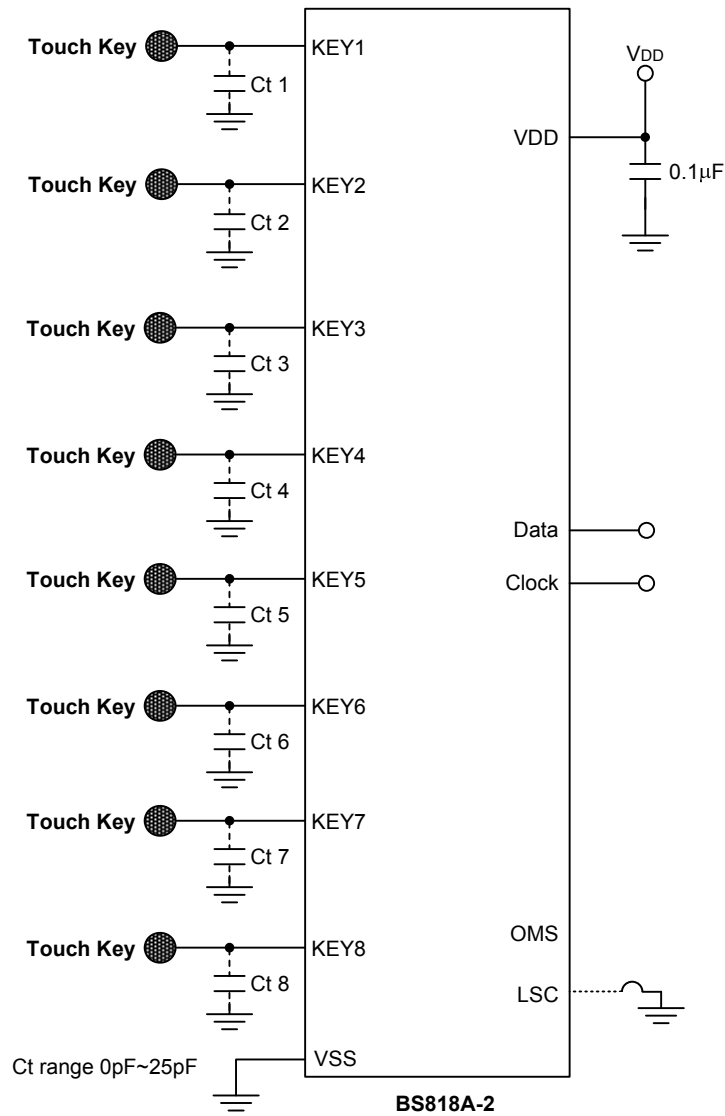 Touch Key
KEY1
Ct 1
Touch Key
KEY2
Ct 2
Touch Key
KEY3
Ct 3
Touch Key
KEY4
Ct 4
Touch Key
KEY5
Ct 5
Touch Key
KEY6
Ct 6
Touch Key
KEY7
Ct 7
Touch Key
KEY8
Ct 8
Ct range 0pF~25pF
VSS
VDD
VDD
0.1μF
Data
Clock
OMS
LSC
BS818A-2